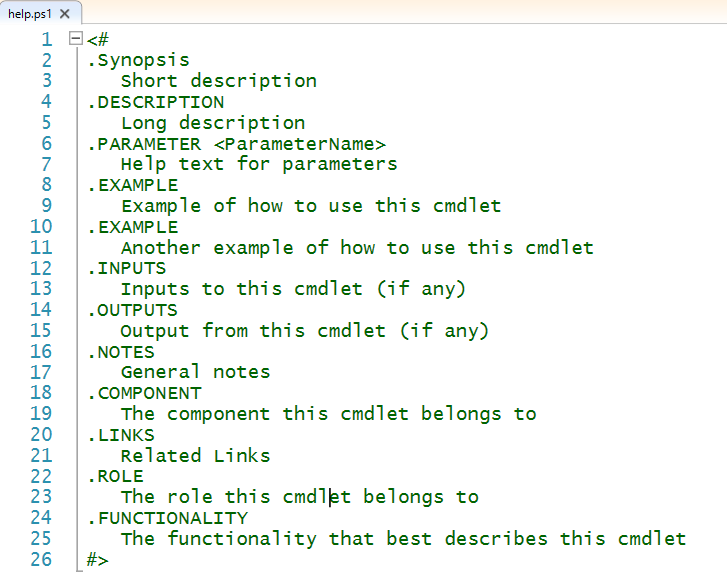 help.ps1
1 <#
2 .Synopsis
3 Short description
4 .DESCRIPTION
5 Long description
6 .PARAMETER <ParameterName>
7 Help text for parameters
8 .EXAMPLE
9 Example of how to use this cmdlet
10 .EXAMPLE
11 Another example of how to use this cmdlet
12 .INPUTS
13 Inputs to this cmdlet (if any)
14 .OUTPUTS
15 Output from this cmdlet (if any)
16 .NOTES
17 General notes
18 .COMPONENT
19 The component this cmdlet belongs to
20 .LINKS
21 Related Links
22 .ROLE
23 The role this cmdlet belongs to
24 .FUNCTIONALITY
25 The functionality that best describes this cmdlet
26 #>